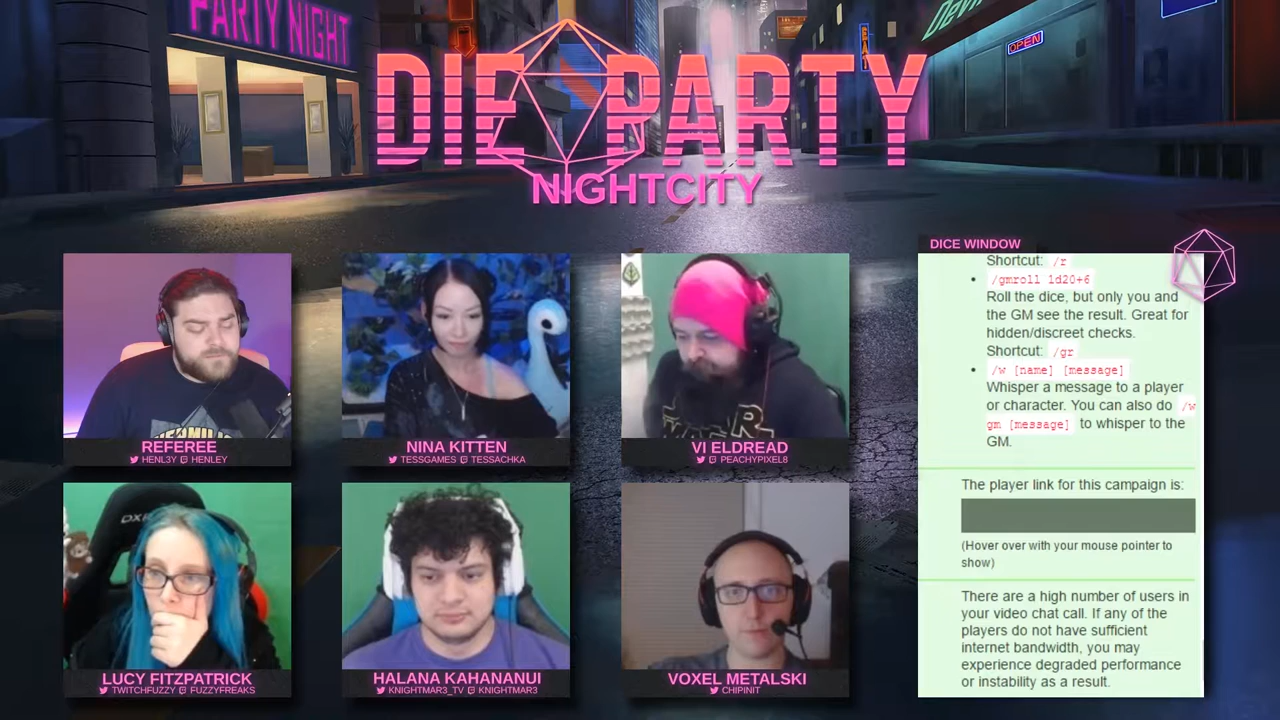 PARTY NIGHT
OPEN
DIE PARTY
NIGHTCITY
REFEREE
HENL3Y HENLEY
NINA KITTEN
TESSGAMES TESSACHKA
VI ELDREAD
PEACHYPIXEL8
LUCY FITZPATRICK
TWITCHFUZZY FUZZYFREAKS
HALANA KAHANANUI
KNIGHTMAR3_TV KNIGHTMAR3
VOXEL METALSKI
CHIPINIT
DICE WINDOW
Shortcut: /r
• /gmroll 1d20+6
Roll the dice, but only you and
the GM see the result. Great for
hidden/discreet checks.
Shortcut: /gr
• /w [name] [message]
Whisper a message to a player
or character. You can also do /w
gm [message] to whisper to the
GM.
The player link for this campaign is:
(Hover over with your mouse pointer to
show)
There are a high number of users in
your video chat call. If any of the
players do not have sufficient
internet bandwidth, you may
experience degraded performance
or instability as a result.